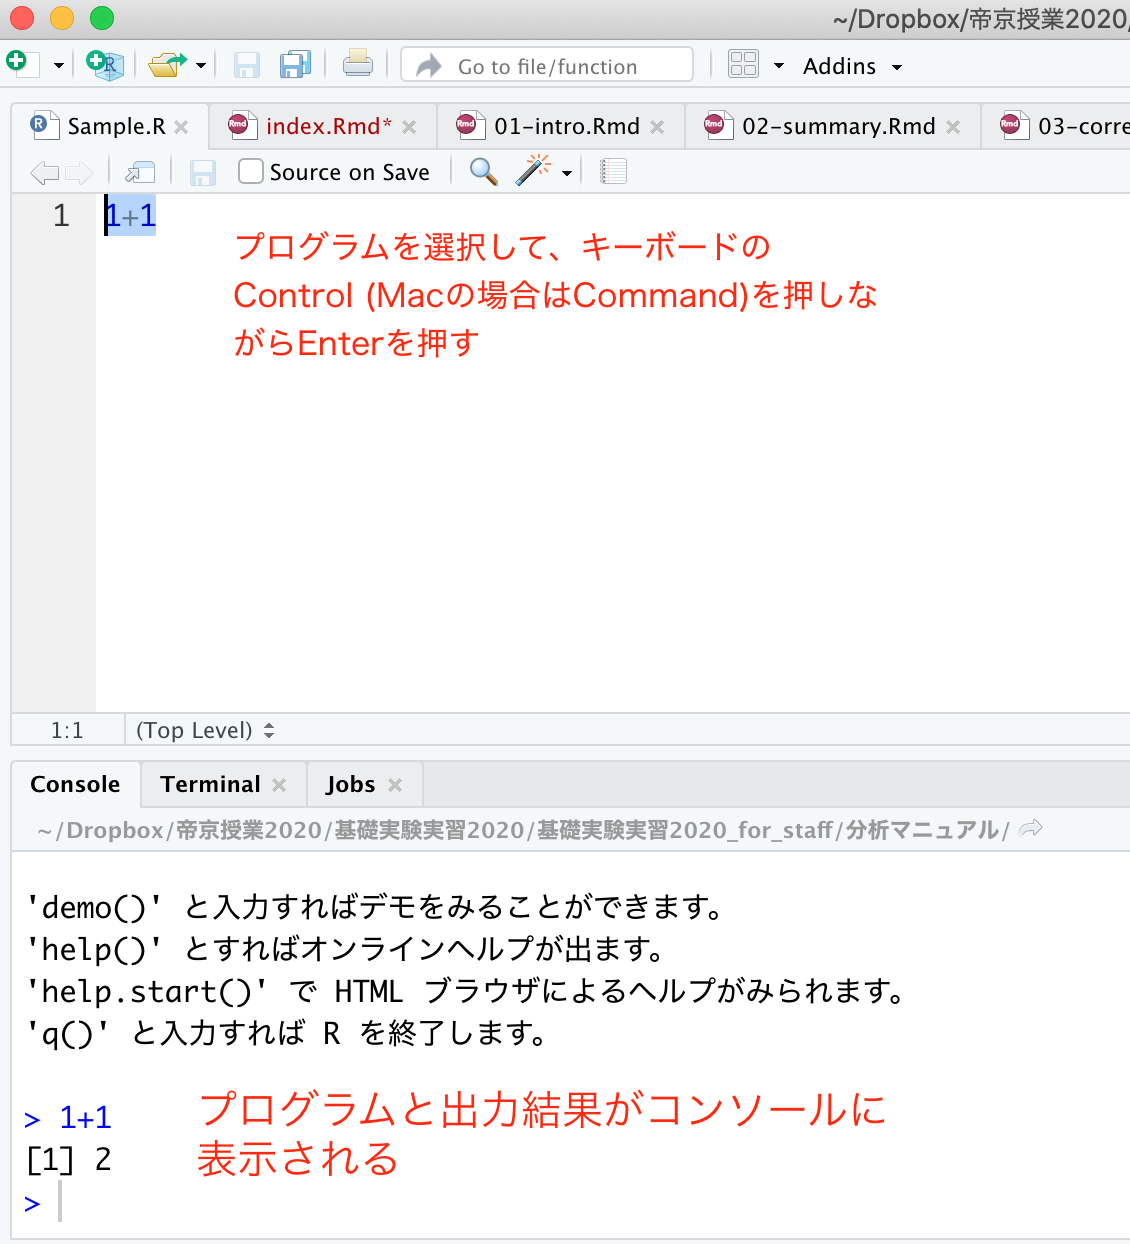 ~/Dropbox/帝京授業2020/
Go to file/function
Addins
Sample.R
index.Rmd*
01-intro.Rmd
02-summary.Rmd
03-corre
Source on Save
1 1+1
プログラムを選択して、キーボードの
Control (Macの場合はCommand)を押しな
がらEnterを押す
1:1 (Top Level)
Console Terminal Jobs
~/Dropbox/帝京授業2020/基礎実験実習2020/基礎実験実習2020_for_staff/分析マニュアル/
'demo()' と入力すればデモをみることができます。
'help()' とすればオンラインヘルプが出ます。
'help.start()' で HTML ブラウザによるヘルプがみられます。
'q()' と入力すれば R を終了します。
> 1+1
[1] 2
>
プログラムと出力結果がコンソールに
表示される